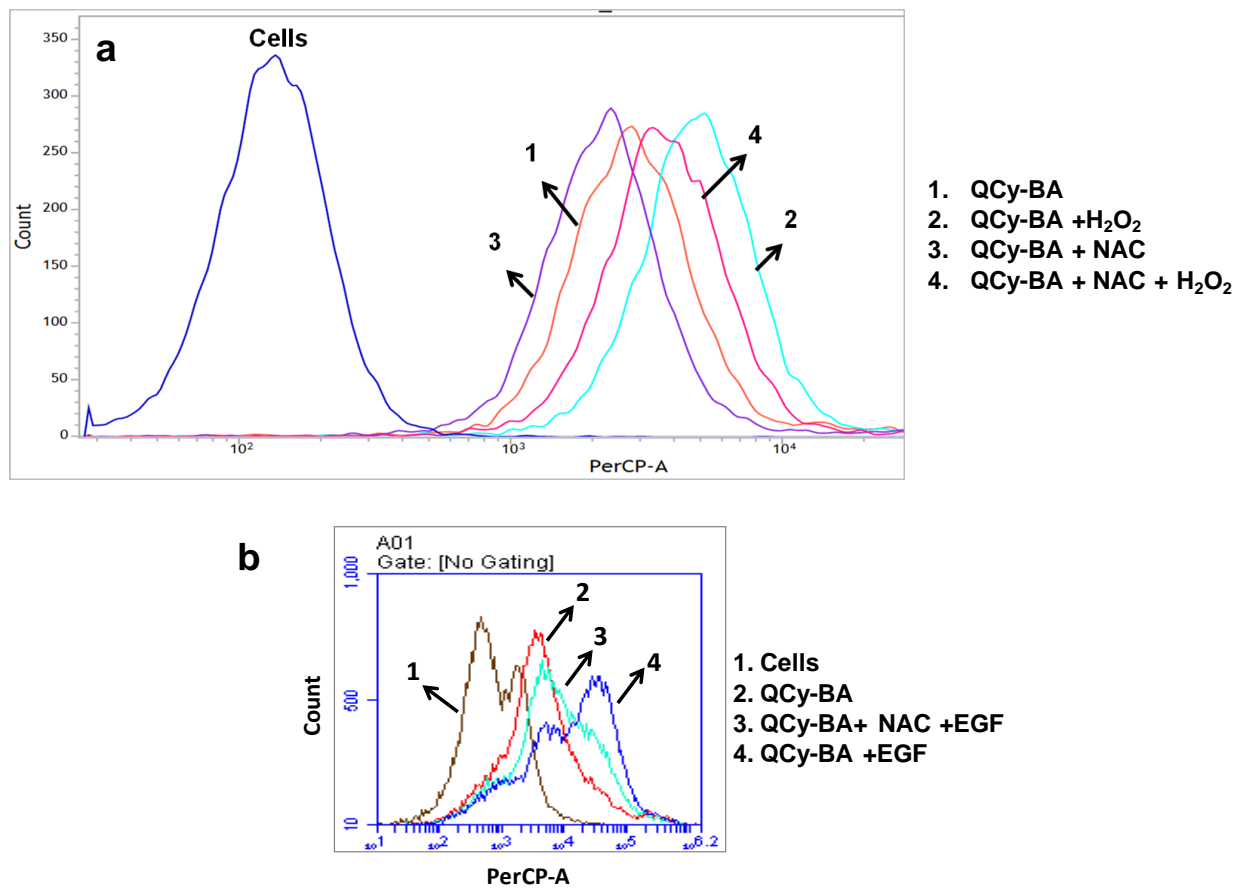 a
Cells
350
300
250
200
150
100
50
0
Count
1
2
3
4
10²
10³
10⁴
PerCP-A
1. QCy-BA
2. QCy-BA +H₂O₂
3. QCy-BA + NAC
4. QCy-BA + NAC + H₂O₂
b
A01
Gate: [No Gating]
1,000
500
10
Count
1
2
3
4
10¹
10²
10³
10⁴
10⁵
10⁶·²
PerCP-A
1. Cells
2. QCy-BA
3. QCy-BA+ NAC +EGF
4. QCy-BA +EGF